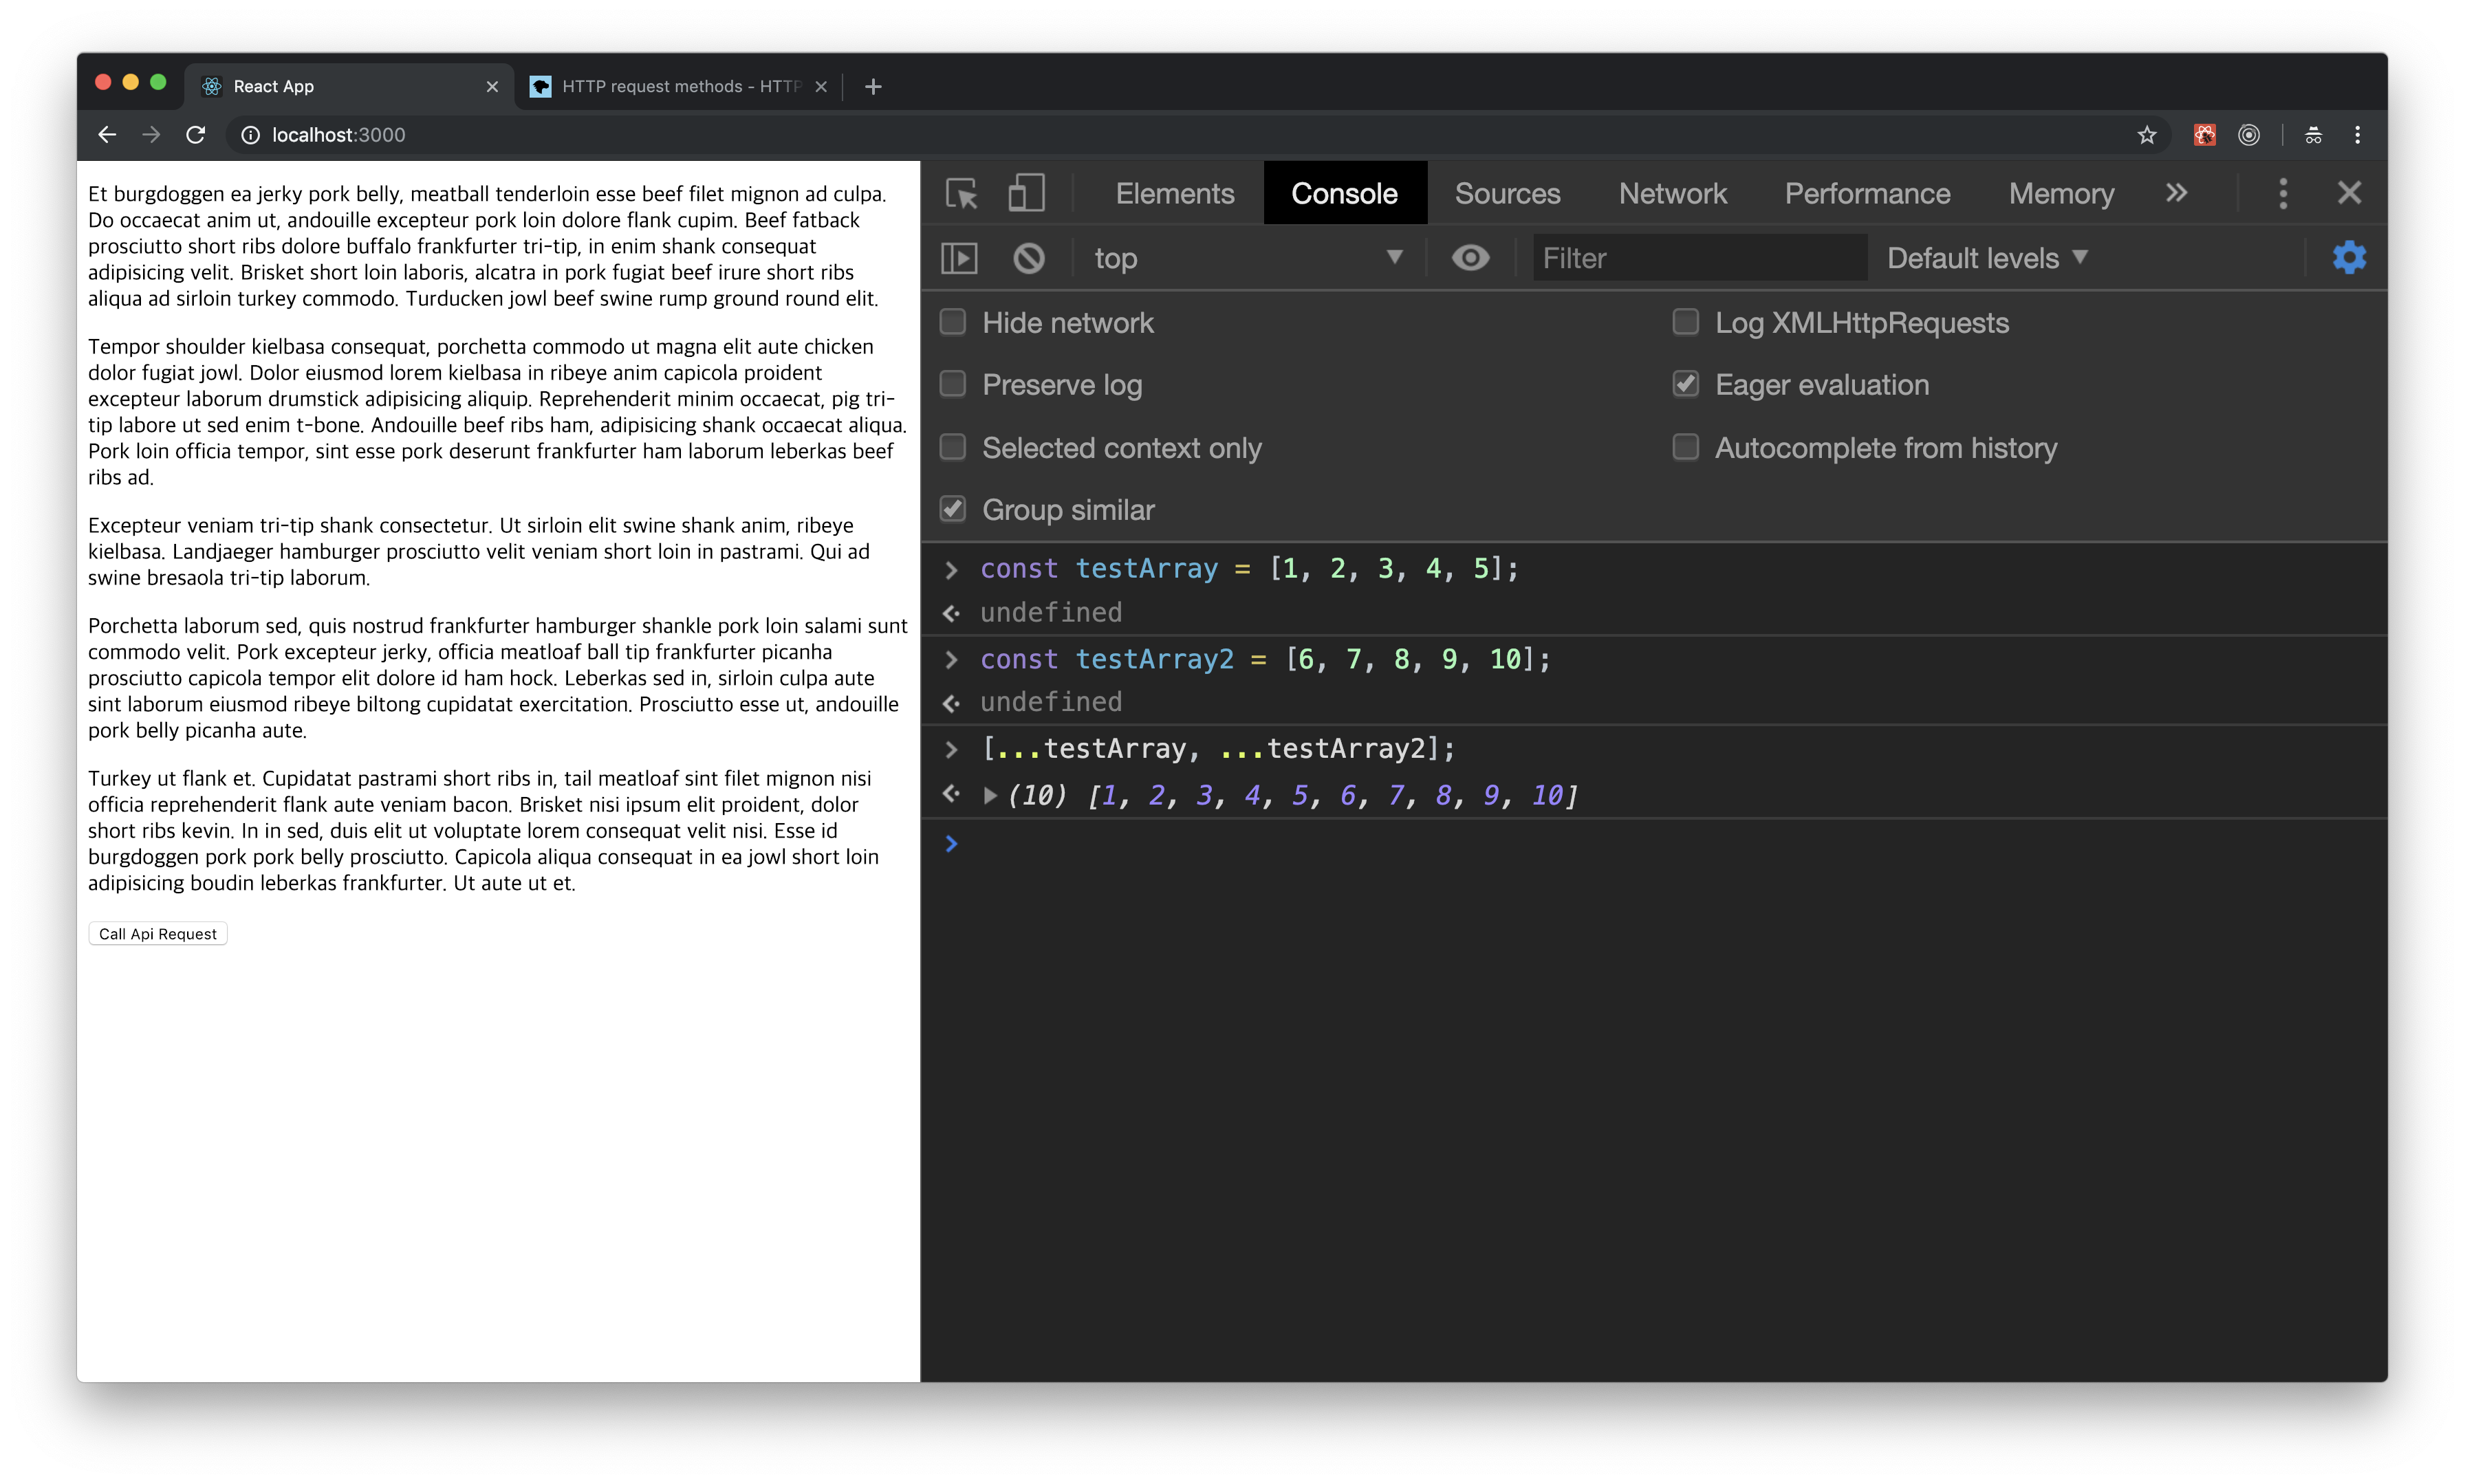 React App
HTTP request methods - HTTP
localhost:3000
Et burgdoggen ea jerky pork belly, meatball tenderloin esse beef filet mignon ad culpa.
Do occaecat anim ut, andouille excepteur pork loin dolore flank cupim. Beef fatback
prosciutto short ribs dolore buffalo frankfurter tri-tip, in enim shank consequat
adipisicing velit. Brisket short loin laboris, alcatra in pork fugiat beef irure short ribs
aliqua ad sirloin turkey commodo. Turducken jowl beef swine rump ground round elit.
Tempor shoulder kielbasa consequat, porchetta commodo ut magna elit aute chicken
dolor fugiat jowl. Dolor eiusmod lorem kielbasa in ribeye anim capicola proident
excepteur laborum drumstick adipisicing aliquip. Reprehenderit minim occaecat, pig tri-
tip labore ut sed enim t-bone. Andouille beef ribs ham, adipisicing shank occaecat aliqua.
Pork loin officia tempor, sint esse pork deserunt frankfurter ham laborum leberkas beef
ribs ad.
Excepteur veniam tri-tip shank consectetur. Ut sirloin elit swine shank anim, ribeye
kielbasa. Landjaeger hamburger prosciutto velit veniam short loin in pastrami. Qui ad
swine bresaola tri-tip laborum.
Porchetta laborum sed, quis nostrud frankfurter hamburger shankle pork loin salami sunt
commodo velit. Pork excepteur jerky, officia meatloaf ball tip frankfurter picanha
prosciutto capicola tempor elit dolore id ham hock. Leberkas sed in, sirloin culpa aute
sint laborum eiusmod ribeye biltong cupidatat exercitation. Prosciutto esse ut, andouille
pork belly picanha aute.
Turkey ut flank et. Cupidatat pastrami short ribs in, tail meatloaf sint filet mignon nisi
officia reprehenderit flank aute veniam bacon. Brisket nisi ipsum elit proident, dolor
short ribs kevin. In in sed, duis elit ut voluptate lorem consequat velit nisi. Esse id
burgdoggen pork pork belly prosciutto. Capicola aliqua consequat in ea jowl short loin
adipisicing boudin leberkas frankfurter. Ut aute ut et.
Call Api Request
Elements Console Sources Network Performance Memory
top Filter Default levels
Hide network Log XMLHttpRequests
Preserve log Eager evaluation
Selected context only Autocomplete from history
Group similar
const testArray = [1, 2, 3, 4, 5];
undefined
const testArray2 = [6, 7, 8, 9, 10];
undefined
[...testArray, ...testArray2];
(10) [1, 2, 3, 4, 5, 6, 7, 8, 9, 10]